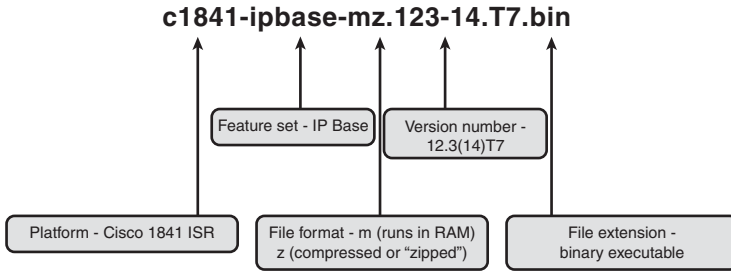 c1841-ipbase-mz.123-14.T7.bin
Feature set - IP Base
Version number -
12.3(14)T7
Platform - Cisco 1841 ISR
File format - m (runs in RAM)
z (compressed or “zipped”)
File extension -
binary executable